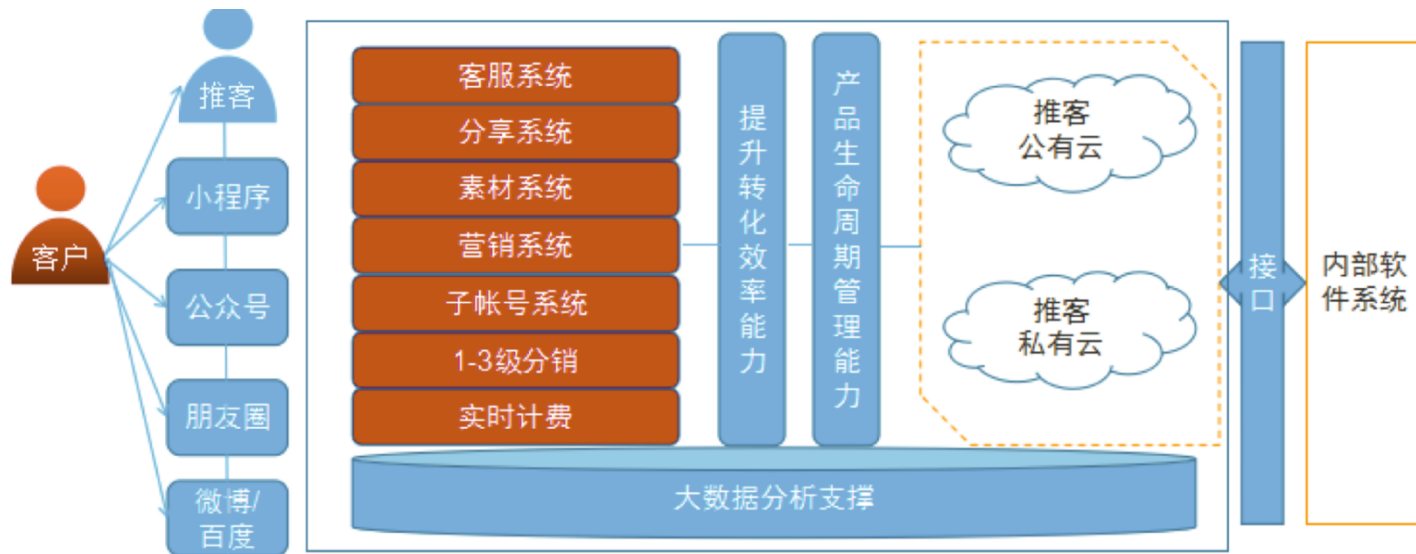 客户
推客
小程序
公众号
朋友圈
微博/
百度
客服系统
分享系统
素材系统
营销系统
子帐号系统
1-3级分销
实时计费
提升转化效率能力
产品生命周期管理能力
推客
公有云
推客
私有云
大数据分析支撑
接口
内部软
件系统